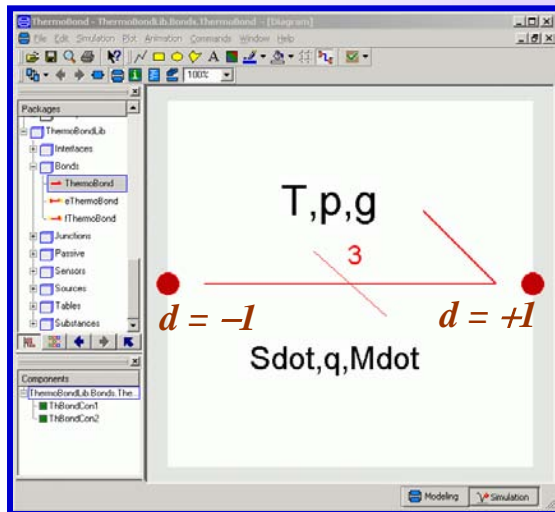 ThermoBond - ThermoBondLib.Bonds.ThermoBond - [Diagram]
File Edit Simulation Plot Animation Commands Window Help
100%
Packages
ThermoBondLib
Interfaces
Bonds
ThermoBond
eThermoBond
fThermoBond
Junctions
Passive
Sensors
Sources
Tables
Substances
Components
ThermoBondLib.Bonds.The...
ThBondCon1
ThBondCon2
T,p,g
3
d = −1
d = +1
Sdot,q,Mdot
Modeling
Simulation